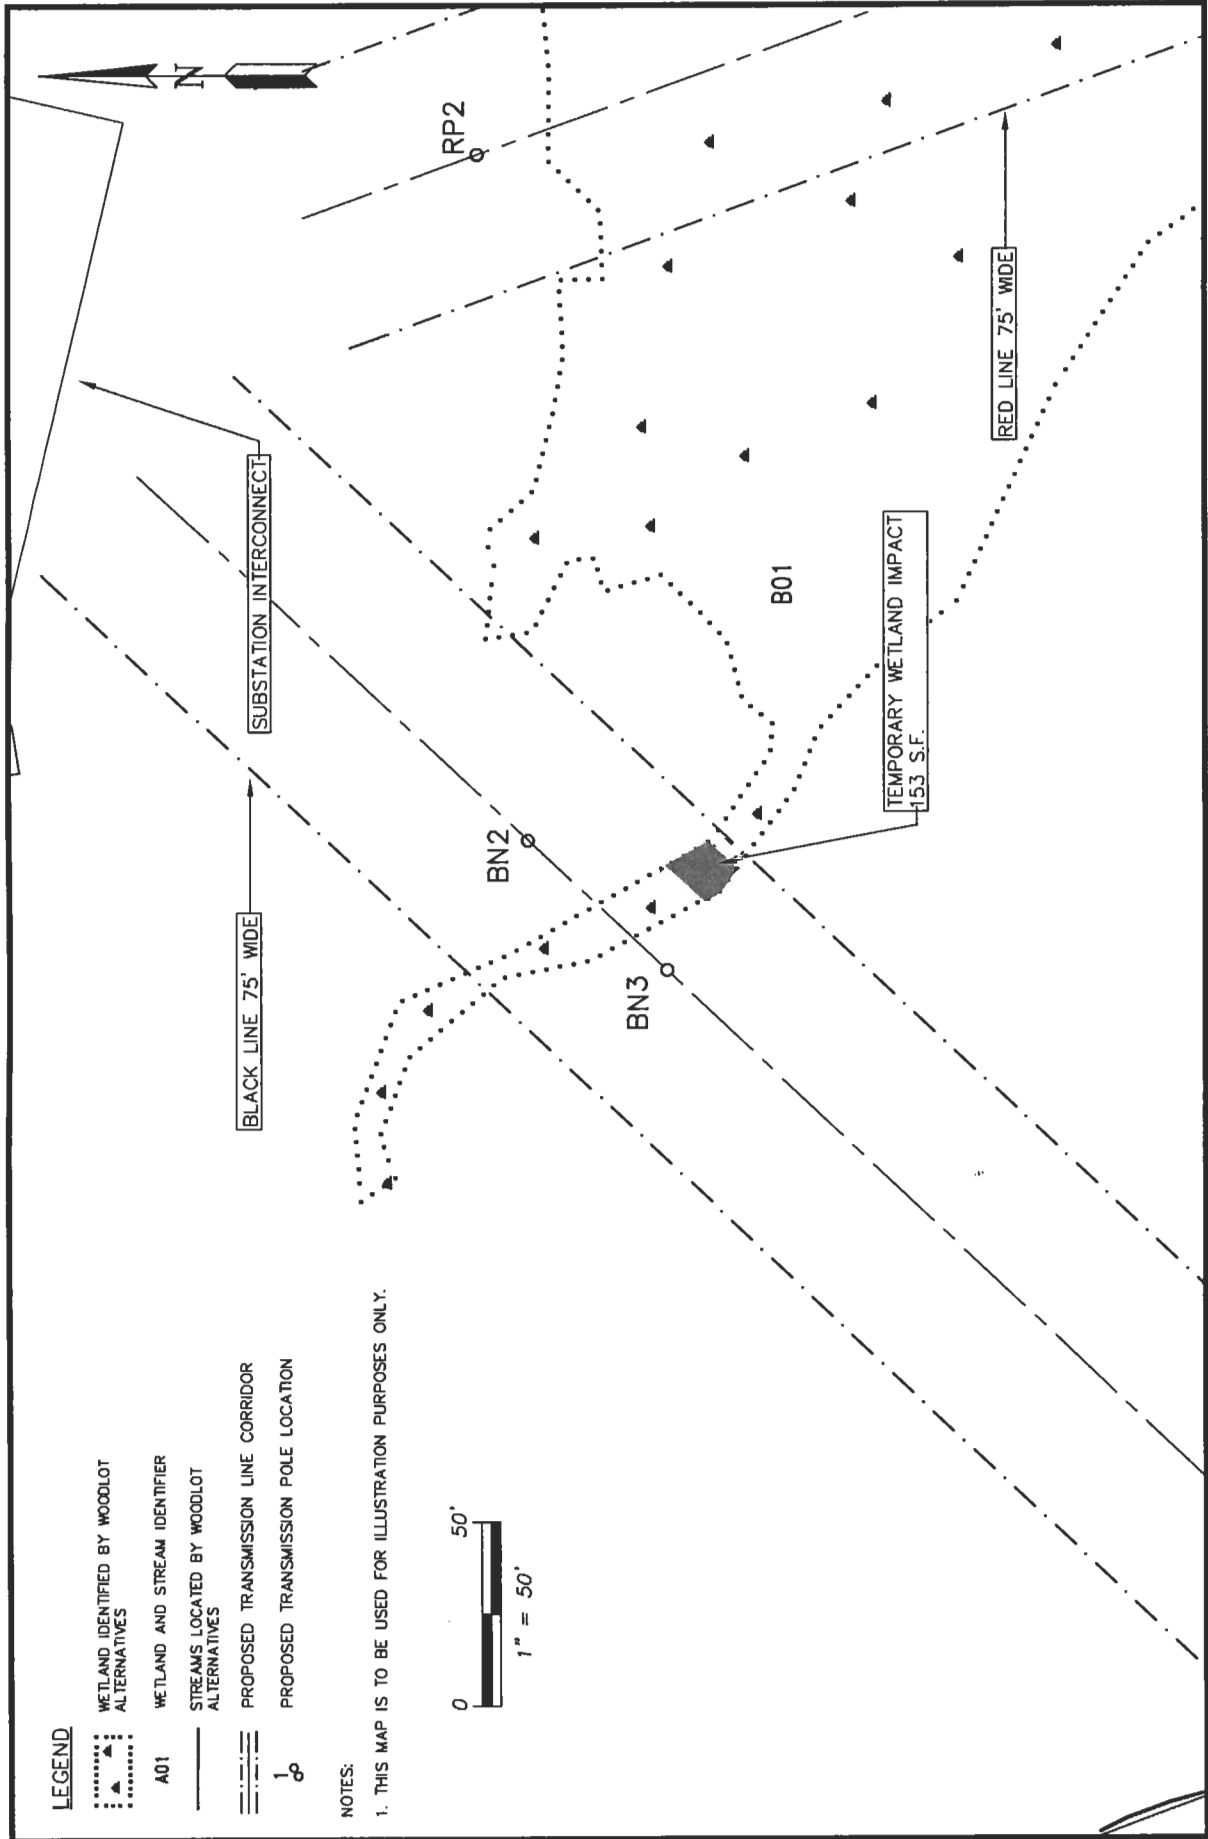 LEGEND
WETLAND IDENTIFIED BY WOODLOT
ALTERNATIVES
A01
WETLAND AND STREAM IDENTIFIER
STREAMS LOCATED BY WOODLOT
ALTERNATIVES
PROPOSED TRANSMISSION LINE CORRIDOR
1
PROPOSED TRANSMISSION POLE LOCATION
NOTES:
1. THIS MAP IS TO BE USED FOR ILLUSTRATION PURPOSES ONLY.
0
50'
1" = 50'
BLACK LINE 75' WIDE
SUBSTATION INTERCONNECT
N
RP2
BN2
BN3
B01
TEMPORARY WETLAND IMPACT
153 S.F.
RED LINE 75' WIDE